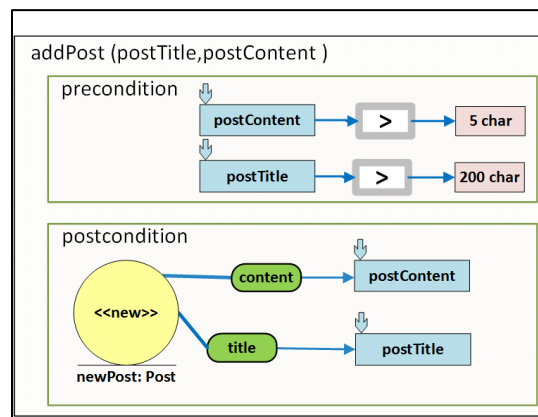 addPost (postTitle,postContent )
precondition
postContent > 5 char
postTitle > 200 char
postcondition
content postContent
<<new>>
title postTitle
newPost: Post